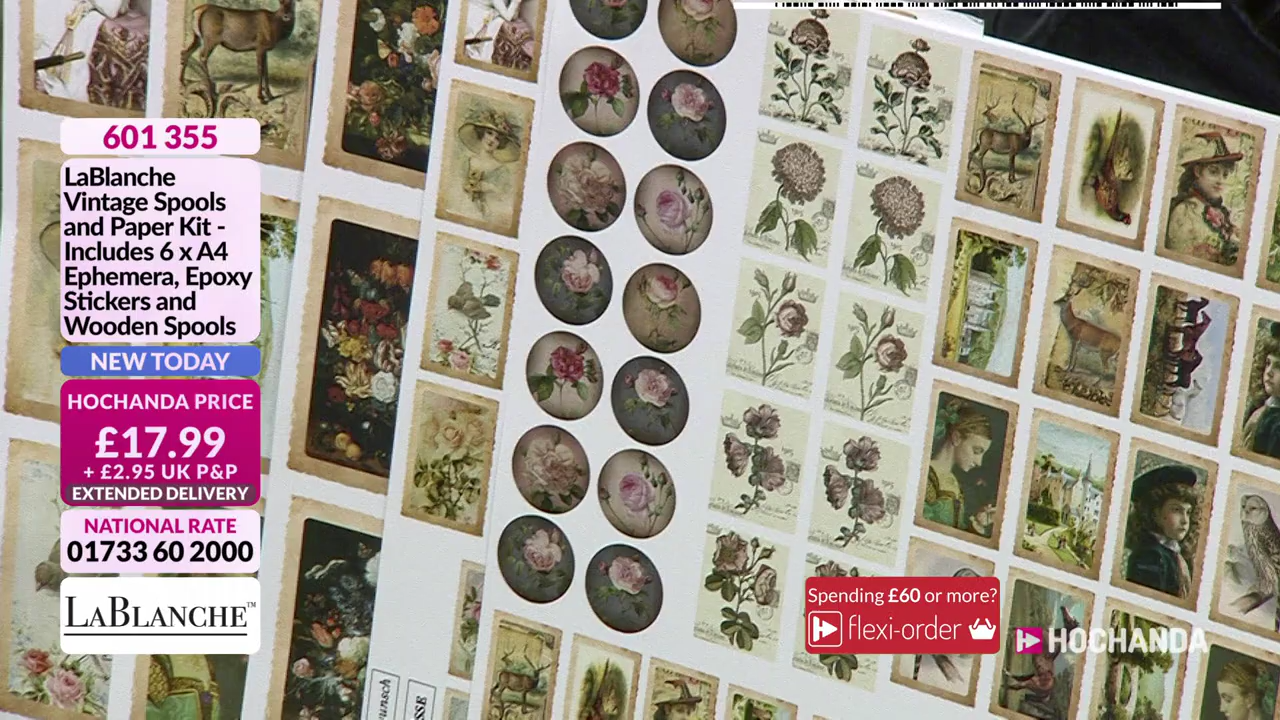 601 355
LaBlanche
Vintage Spools
and Paper Kit -
Includes 6 x A4
Ephemera, Epoxy
Stickers and
Wooden Spools
NEW TODAY
HOCHANDA PRICE
£17.99
+ £2.95 UK P&P
EXTENDED DELIVERY
NATIONAL RATE
01733 60 2000
LABLANCHE™
Spending £60 or more?
flexi-order
HOCHANDA